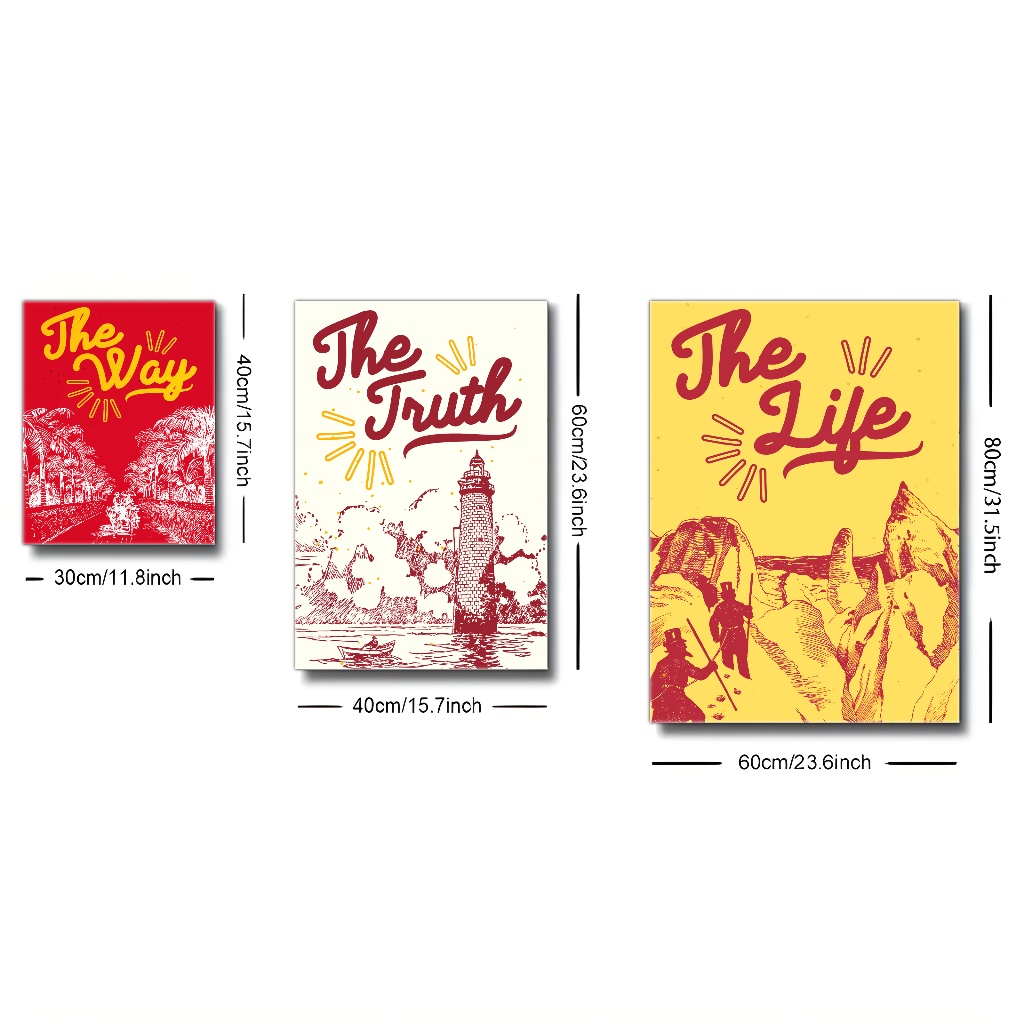 The
Way
40cm/15.7inch
30cm/11.8inch
The
Truth
60cm/23.6inch
40cm/15.7inch
The
Life
80cm/31.5inch
60cm/23.6inch